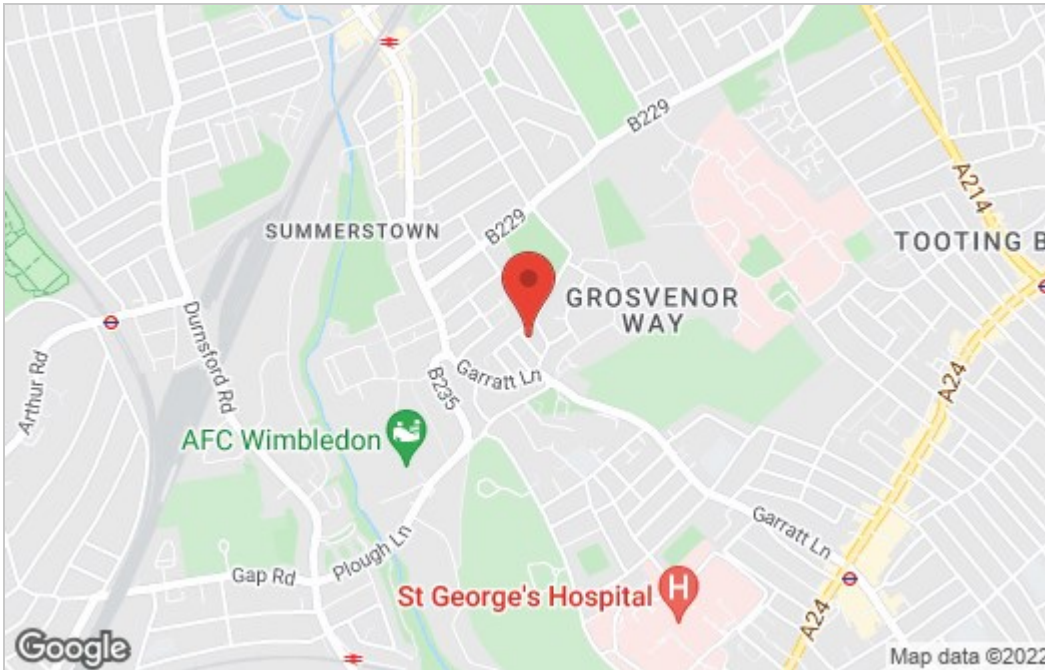 B229
B229
A214
SUMMERSTOWN
TOOTING B
GROSVENOR
WAY
Durnsford Rd
Arthur Rd
Garratt Ln
B235
A24
AFC Wimbledon
Garratt Ln
Plough Ln
Gap Rd
St George's Hospital
H
A24
Google
Map data ©2022